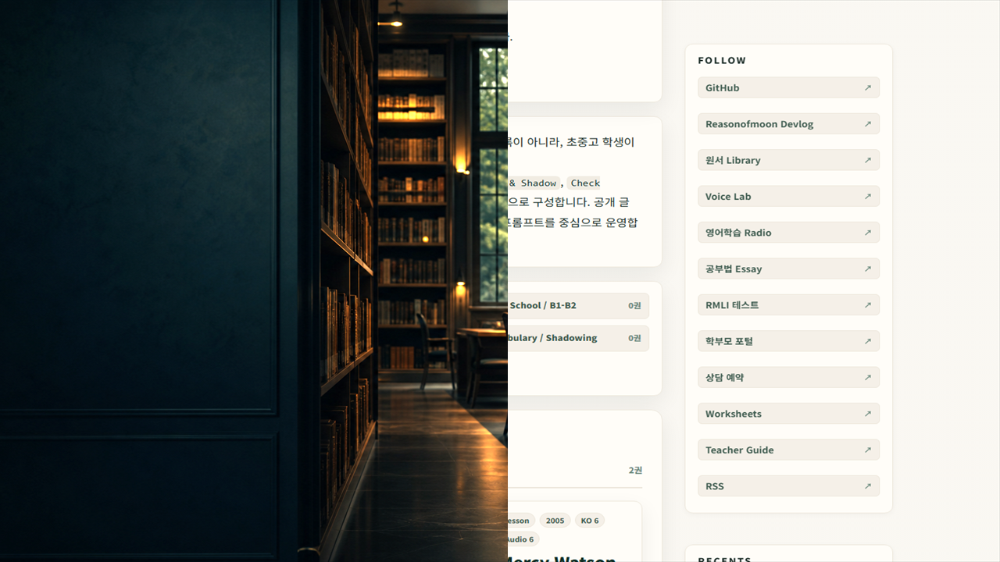 이 아니라, 초중고 학생이
& Shadow, Check
으로 구성합니다. 공개 글
프롬프트를 중심으로 운영합
School / B1-B2 0권
bulary / Shadowing 0권
2권
esson 2005 KO 6
Audio 6
Mercy Watson
FOLLOW
GitHub ↗
Reasonofmoon Devlog ↗
원서 Library ↗
Voice Lab ↗
영어학습 Radio ↗
공부법 Essay ↗
RMLI 테스트 ↗
학부모 포털 ↗
상담 예약 ↗
Worksheets ↗
Teacher Guide ↗
RSS ↗
RECENTS